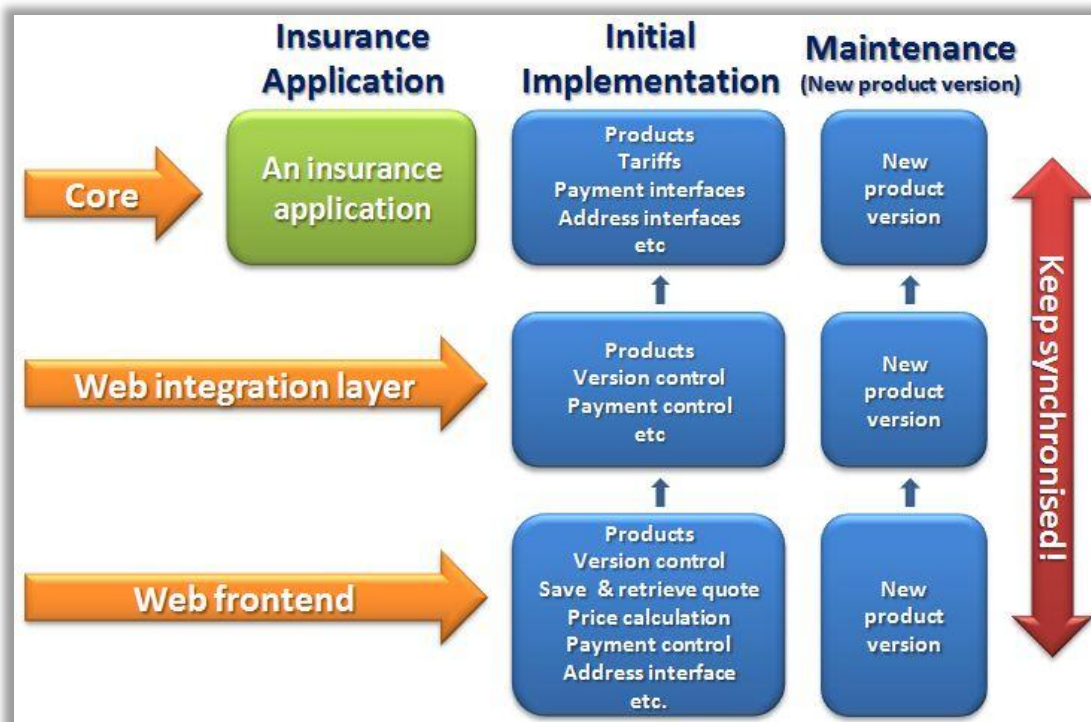 Insurance
Application
Initial
Implementation
Maintenance
(New product version)
Core
An insurance
application
Products
Tariffs
Payment interfaces
Address interfaces
etc
New
product
version
Web integration layer
Products
Version control
Payment control
etc
New
product
version
Web frontend
Products
Version control
Save & retrieve quote
Price calculation
Payment control
Address interface
etc.
New
product
version
Keep synchronised!